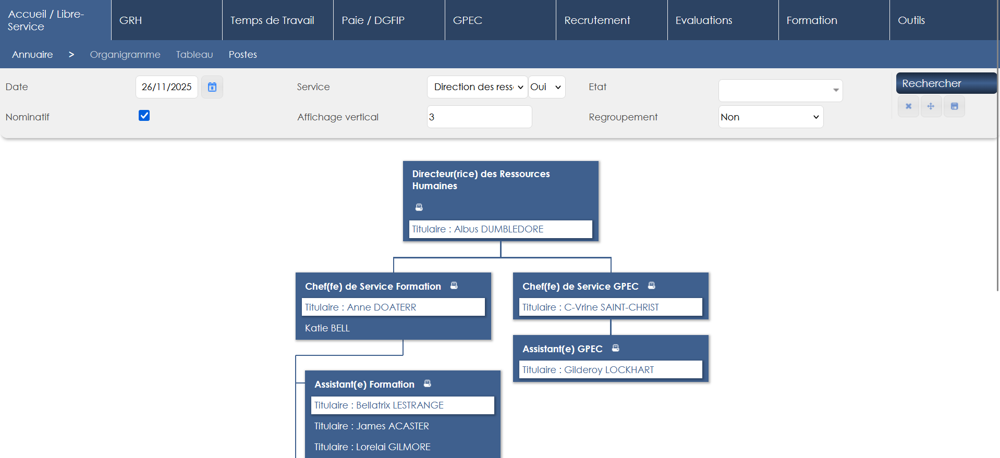 Accueil / Libre-
Service
GRH
Temps de Travail
Paie / DGFIP
GPEC
Recrutement
Evaluations
Formation
Outils
Annuaire > Organigramme Tableau Postes
Date 26/11/2025 Service Direction des ress Oui Etat Rechercher
Nominatif Affichage vertical 3 Regroupement Non
Directeur(rice) des Ressources
Humaines
Titulaire : Albus DUMBLEDORE
Chef(fe) de Service Formation
Titulaire : Anne DOATERR
Katie BELL
Chef(fe) de Service GPEC
Titulaire : C-Vrine SAINT-CHRIST
Assistant(e) GPEC
Titulaire : Gilderoy LOCKHART
Assistant(e) Formation
Titulaire : Bellatrix LESTRANGE
Titulaire : James ACASTER
Titulaire : Lorelai GILMORE